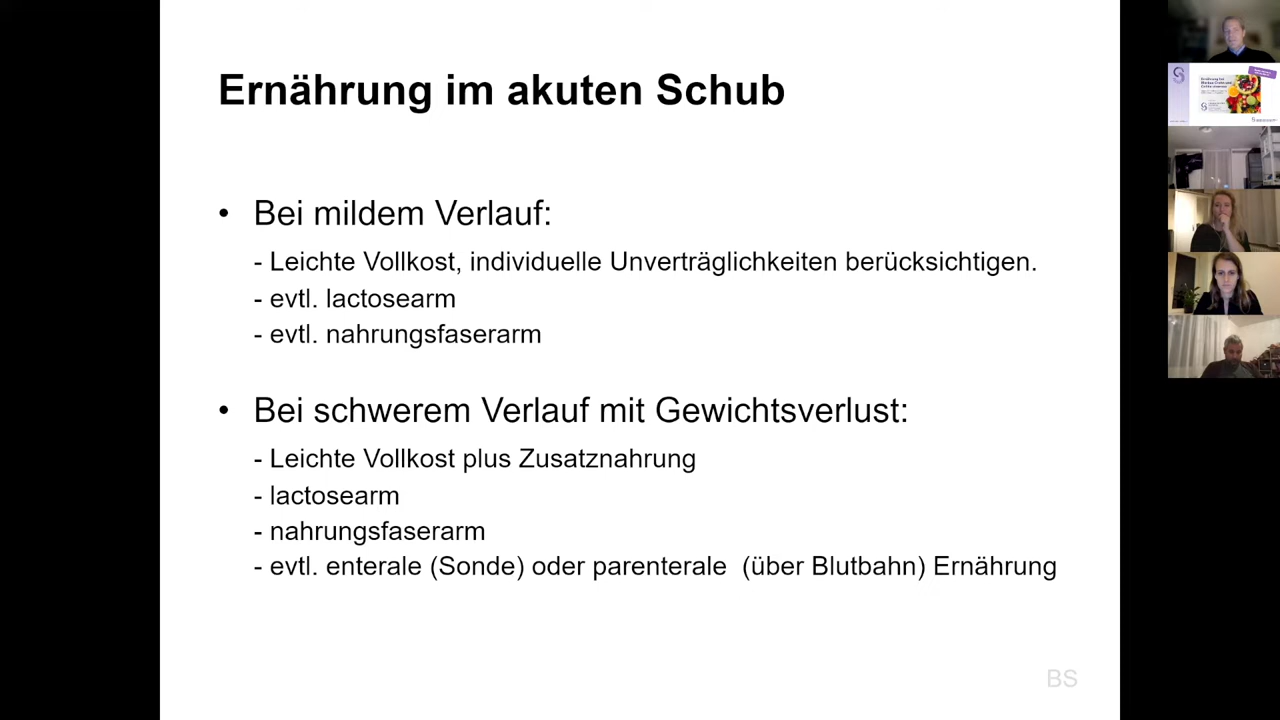 Ernährung im akuten Schub
• Bei mildem Verlauf:
- Leichte Vollkost, individuelle Unverträglichkeiten berücksichtigen.
- evtl. lactosearm
- evtl. nahrungsfaserarm
• Bei schwerem Verlauf mit Gewichtsverlust:
- Leichte Vollkost plus Zusatznahrung
- lactosearm
- nahrungsfaserarm
- evtl. enterale (Sonde) oder parenterale (über Blutbahn) Ernährung
BS